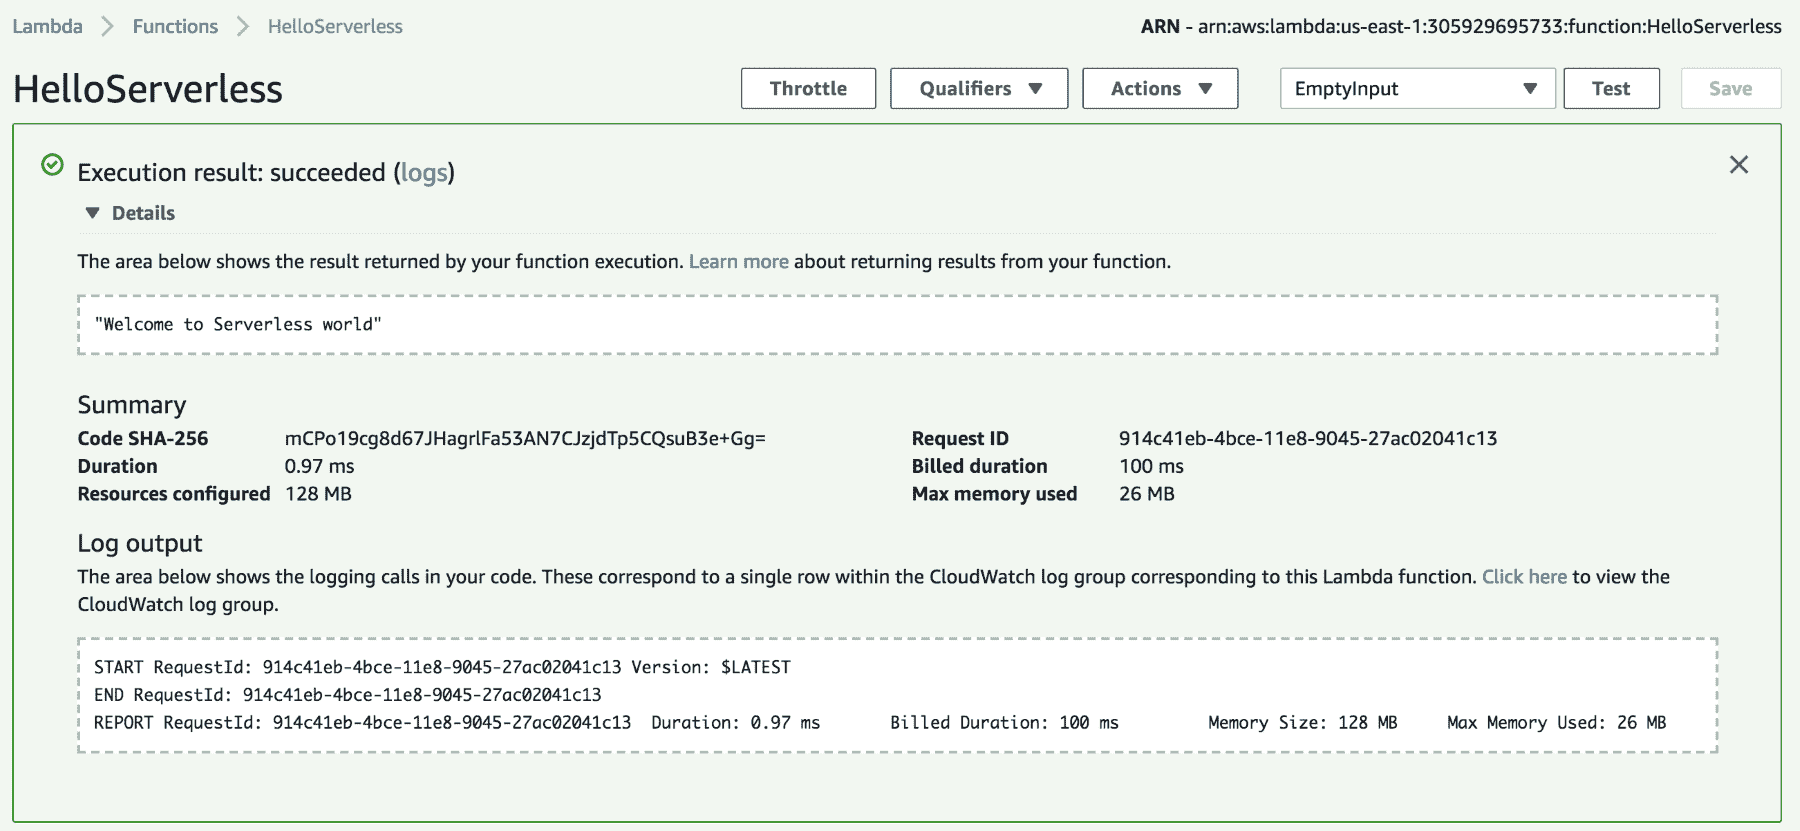 Lambda > Functions > HelloServerless
ARN - arn:aws:lambda:us-east-1:305929695733:function:HelloServerless
HelloServerless
Throttle
Qualifiers
Actions
EmptyInput
Test
Save
Execution result: succeeded (logs)
Details
The area below shows the result returned by your function execution. Learn more about returning results from your function.
"Welcome to Serverless world"
Summary
Code SHA-256 mCPo19cg8d67JHagrlFa53AN7CJzjdTp5CQsuB3e+Gg=
Request ID 914c41eb-4bce-11e8-9045-27ac02041c13
Duration 0.97 ms
Billed duration 100 ms
Resources configured 128 MB
Max memory used 26 MB
Log output
The area below shows the logging calls in your code. These correspond to a single row within the CloudWatch log group corresponding to this Lambda function. Click here to view the
CloudWatch log group.
START RequestId: 914c41eb-4bce-11e8-9045-27ac02041c13 Version: $LATEST
END RequestId: 914c41eb-4bce-11e8-9045-27ac02041c13
REPORT RequestId: 914c41eb-4bce-11e8-9045-27ac02041c13 Duration: 0.97 ms Billed Duration: 100 ms Memory Size: 128 MB Max Memory Used: 26 MB